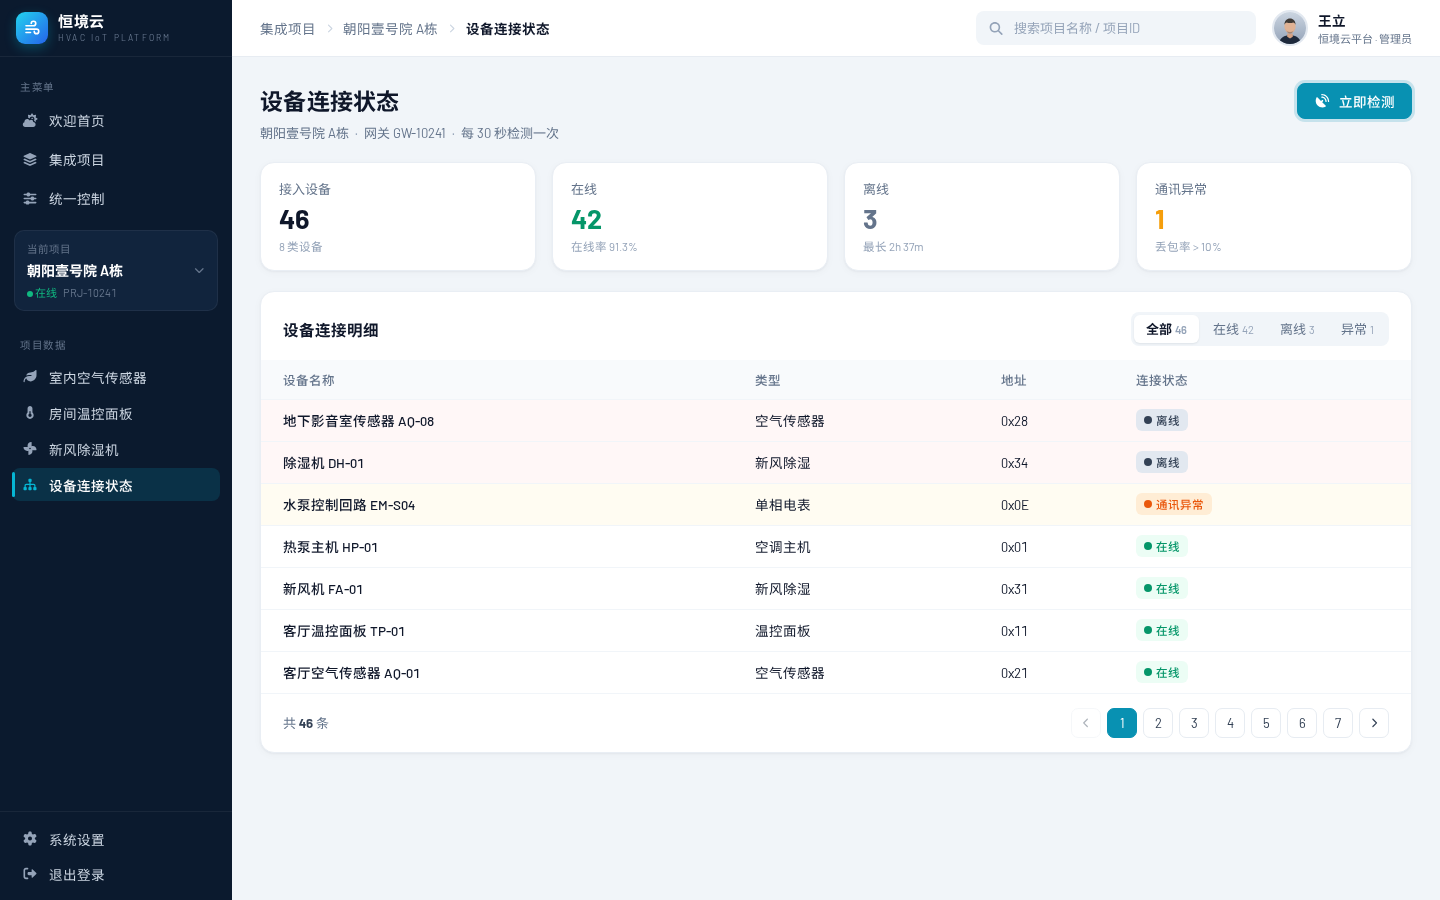 恒境云
HVAC IoT PLATFORM
主菜单
欢迎首页
集成项目
统一控制
当前项目
朝阳壹号院 A栋
在线 PRJ-10241
项目数据
室内空气传感器
房间温控面板
新风除湿机
设备连接状态
系统设置
退出登录
集成项目 朝阳壹号院 A栋 设备连接状态
搜索项目名称 / 项目ID
王立
恒境云平台 · 管理员
设备连接状态
朝阳壹号院 A栋 · 网关 GW-10241 · 每 30 秒检测一次
立即检测
接入设备
46
8 类设备
在线
42
在线率 91.3%
离线
3
最长 2h 37m
通讯异常
1
丢包率 > 10%
设备连接明细
全部 46 在线 42 离线 3 异常 1
设备名称 类型 地址 连接状态
地下影音室传感器 AQ-08 空气传感器 0x28 离线
除湿机 DH-01 新风除湿 0x34 离线
水泵控制回路 EM-S04 单相电表 0x0E 通讯异常
热泵主机 HP-01 空调主机 0x01 在线
新风机 FA-01 新风除湿 0x31 在线
客厅温控面板 TP-01 温控面板 0x11 在线
客厅空气传感器 AQ-01 空气传感器 0x21 在线
共 46 条
1 2 3 4 5 6 7